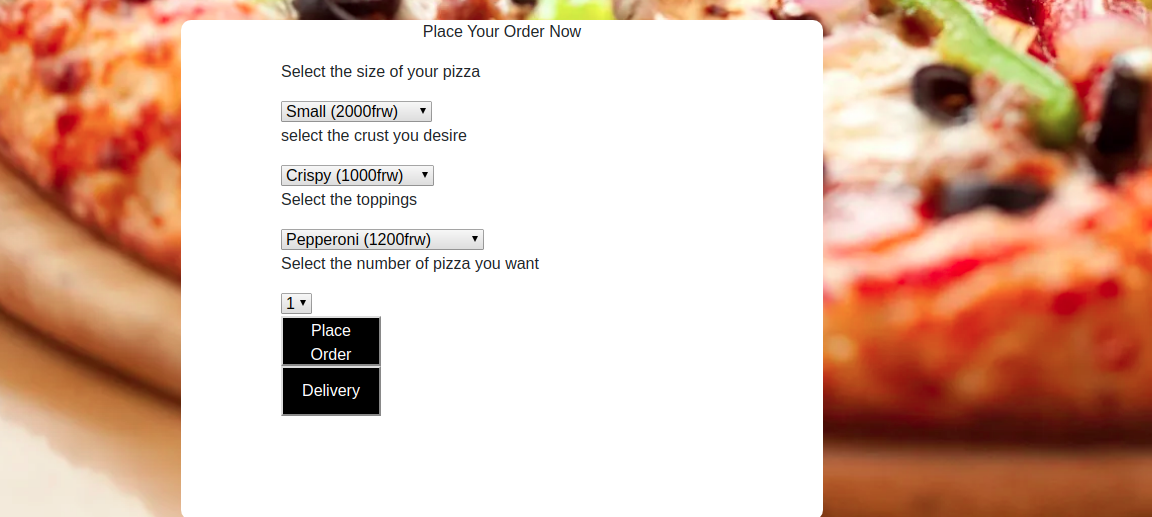 Place Your Order Now
Select the size of your pizza
Small (2000frw)
select the crust you desire
Crispy (1000frw)
Select the toppings
Pepperoni (1200frw)
Select the number of pizza you want
1
Place
Order
Delivery